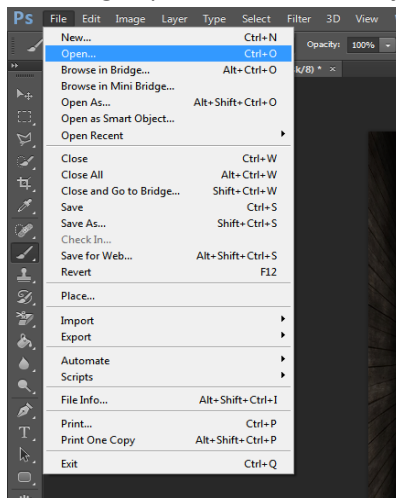 Ps File Edit Image Layer Type Select Filter 3D View
New... Ctrl+N
Open... Ctrl+O
Opacity: 100%
Browse in Bridge... Alt+Ctrl+O
k/8) * ×
Browse in Mini Bridge...
Open As... Alt+Shift+Ctrl+O
Open as Smart Object...
Open Recent
Close Ctrl+W
Close All Alt+Ctrl+W
Close and Go to Bridge... Shift+Ctrl+W
Save Ctrl+S
Save As... Shift+Ctrl+S
Check In...
Save for Web... Alt+Shift+Ctrl+S
Revert F12
Place...
Import
Export
Automate
Scripts
File Info... Alt+Shift+Ctrl+I
Print... Ctrl+P
Print One Copy Alt+Shift+Ctrl+P
Exit Ctrl+Q